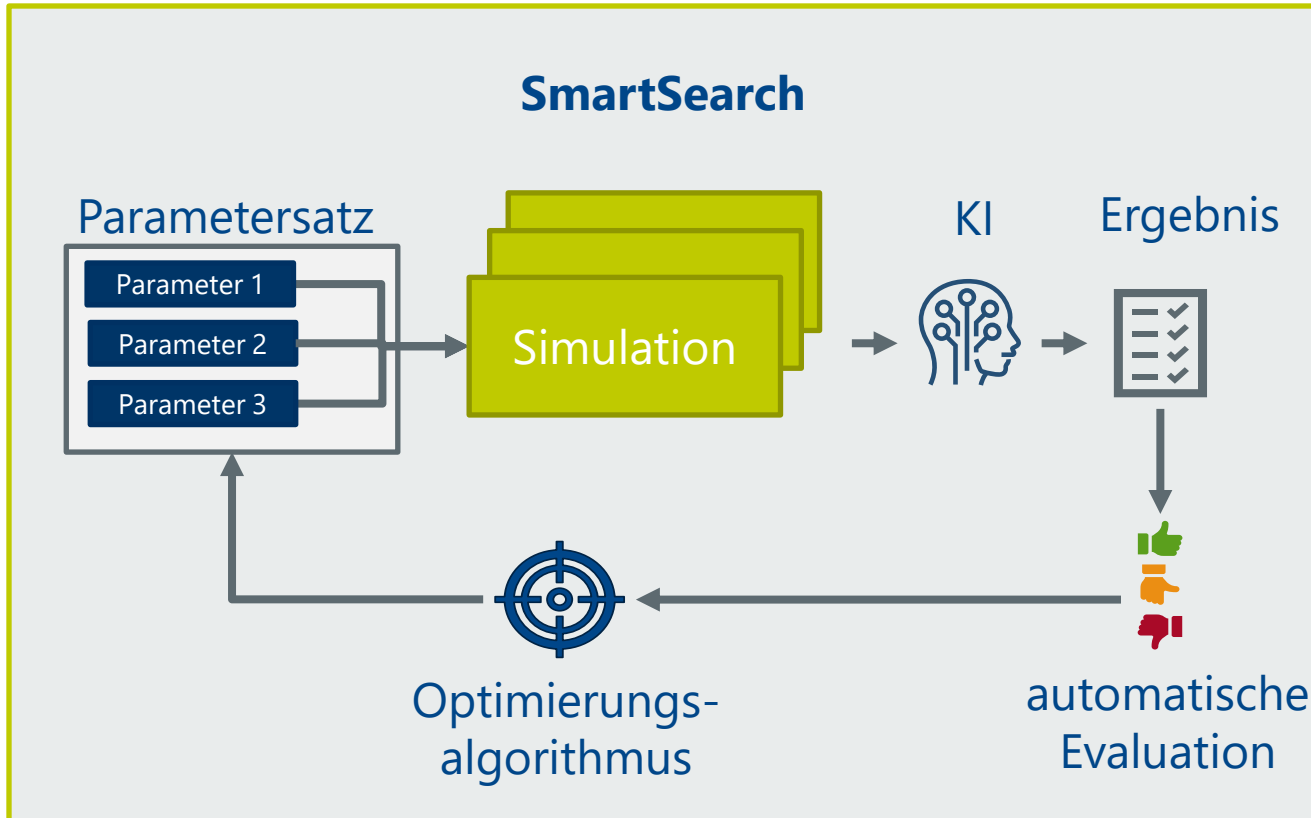 SmartSearch
Parametersatz
Parameter 1
Parameter 2
Parameter 3
Simulation
KI
Ergebnis
Optimierungs-
algorithmus
automatische
Evaluation